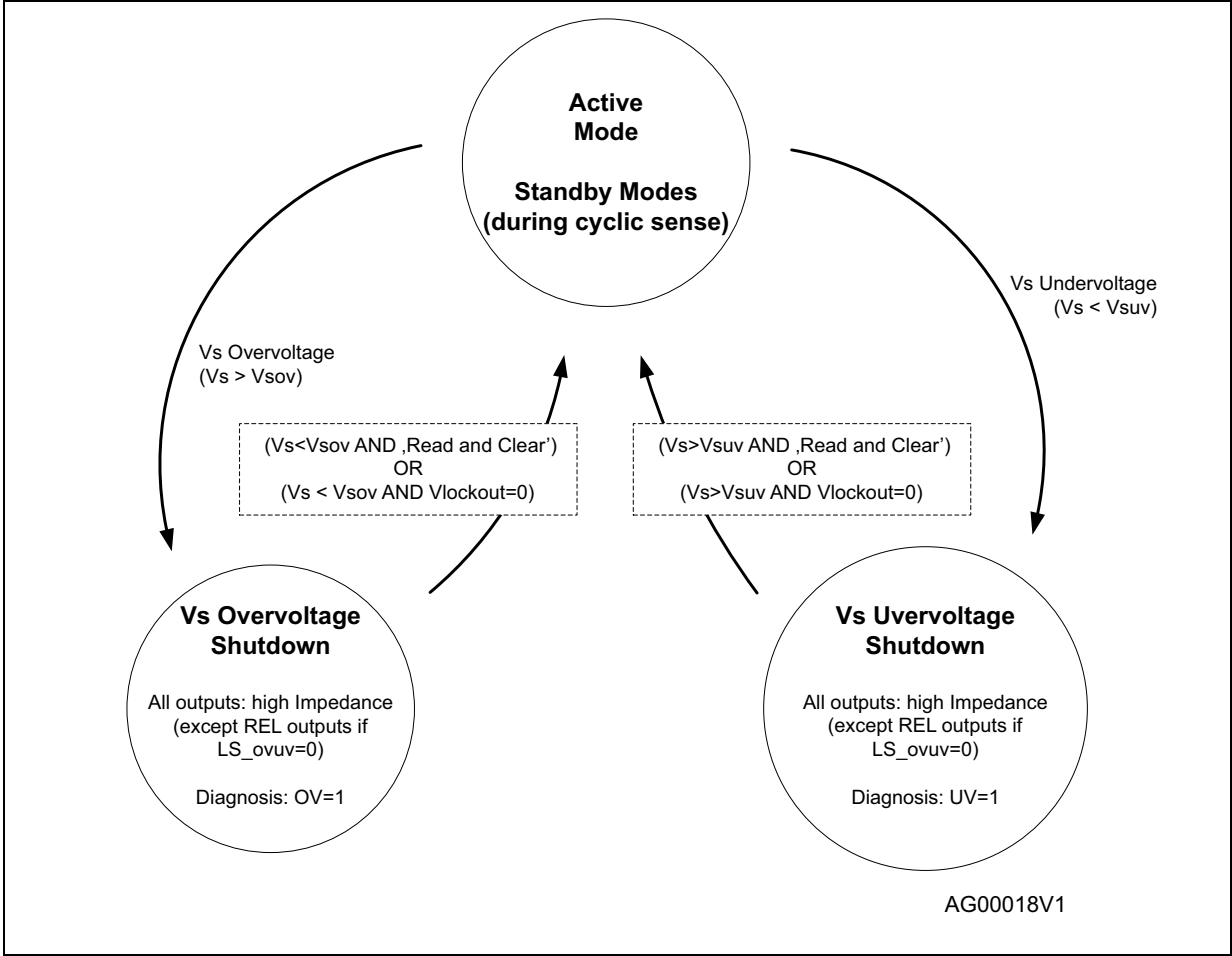 Active
Mode
Standby Modes
(during cyclic sense)
Vs Undervoltage
(Vs < Vsuv)
Vs Overvoltage
(Vs > Vsov)
(Vs<Vsov AND ‚Read and Clear’)
OR
(Vs < Vsov AND Vlockout=0)
(Vs>Vsuv AND ‚Read and Clear’)
OR
(Vs>Vsuv AND Vlockout=0)
Vs Overvoltage
Shutdown
All outputs: high Impedance
(except REL outputs if
LS_ovuv=0)
Diagnosis: OV=1
Vs Uvervoltage
Shutdown
All outputs: high Impedance
(except REL outputs if
LS_ovuv=0)
Diagnosis: UV=1
AG00018V1